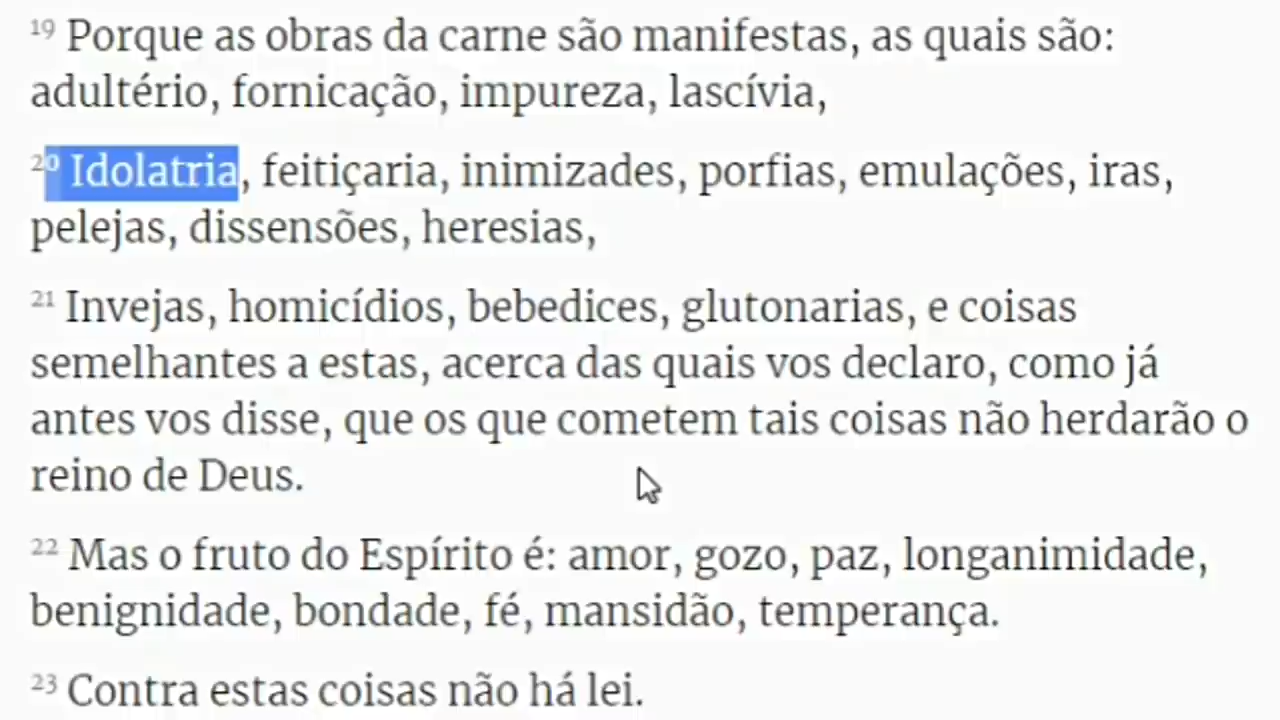 19 Porque as obras da carne são manifestas, as quais são:
adultério, fornicação, impureza, lascívia,
20 Idolatria, feitiçaria, inimizades, porfias, emulações, iras,
pelejas, dissensões, heresias,
21 Invejas, homicídios, bebedices, glutonarias, e coisas
semelhantes a estas, acerca das quais vos declaro, como já
antes vos disse, que os que cometem tais coisas não herdarão o
reino de Deus.
22 Mas o fruto do Espírito é: amor, gozo, paz, longanimidade,
benignidade, bondade, fé, mansidão, temperança.
23 Contra estas coisas não há lei.